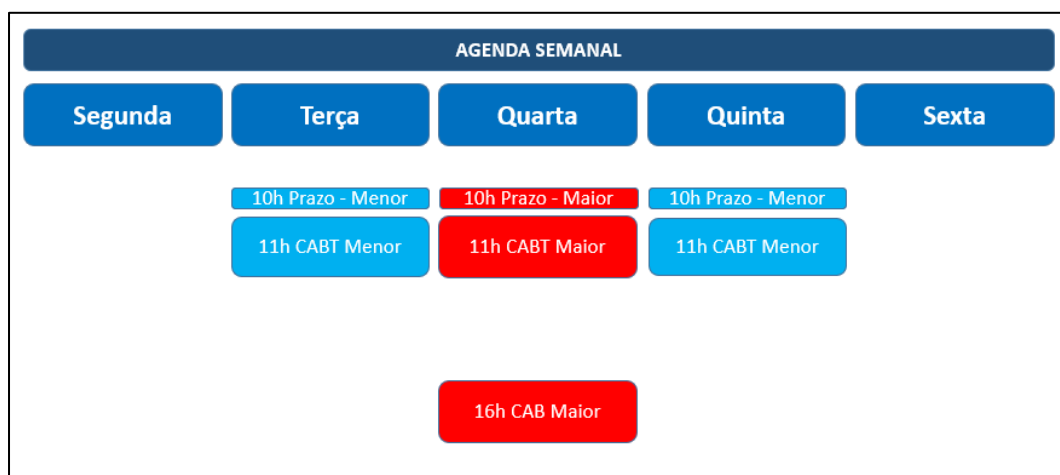 AGENDA SEMANAL
Segunda Terça Quarta Quinta Sexta
10h Prazo - Menor 10h Prazo - Maior 10h Prazo - Menor
11h CABT Menor 11h CABT Maior 11h CABT Menor
16h CAB Maior